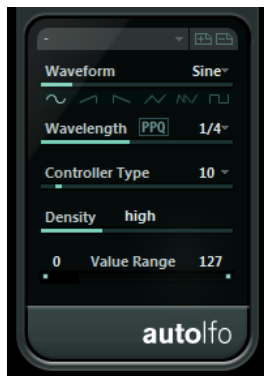 -
Waveform Sine
Wavelength PPQ 1/4
Controller Type 10
Density high
0 Value Range 127
autolfo